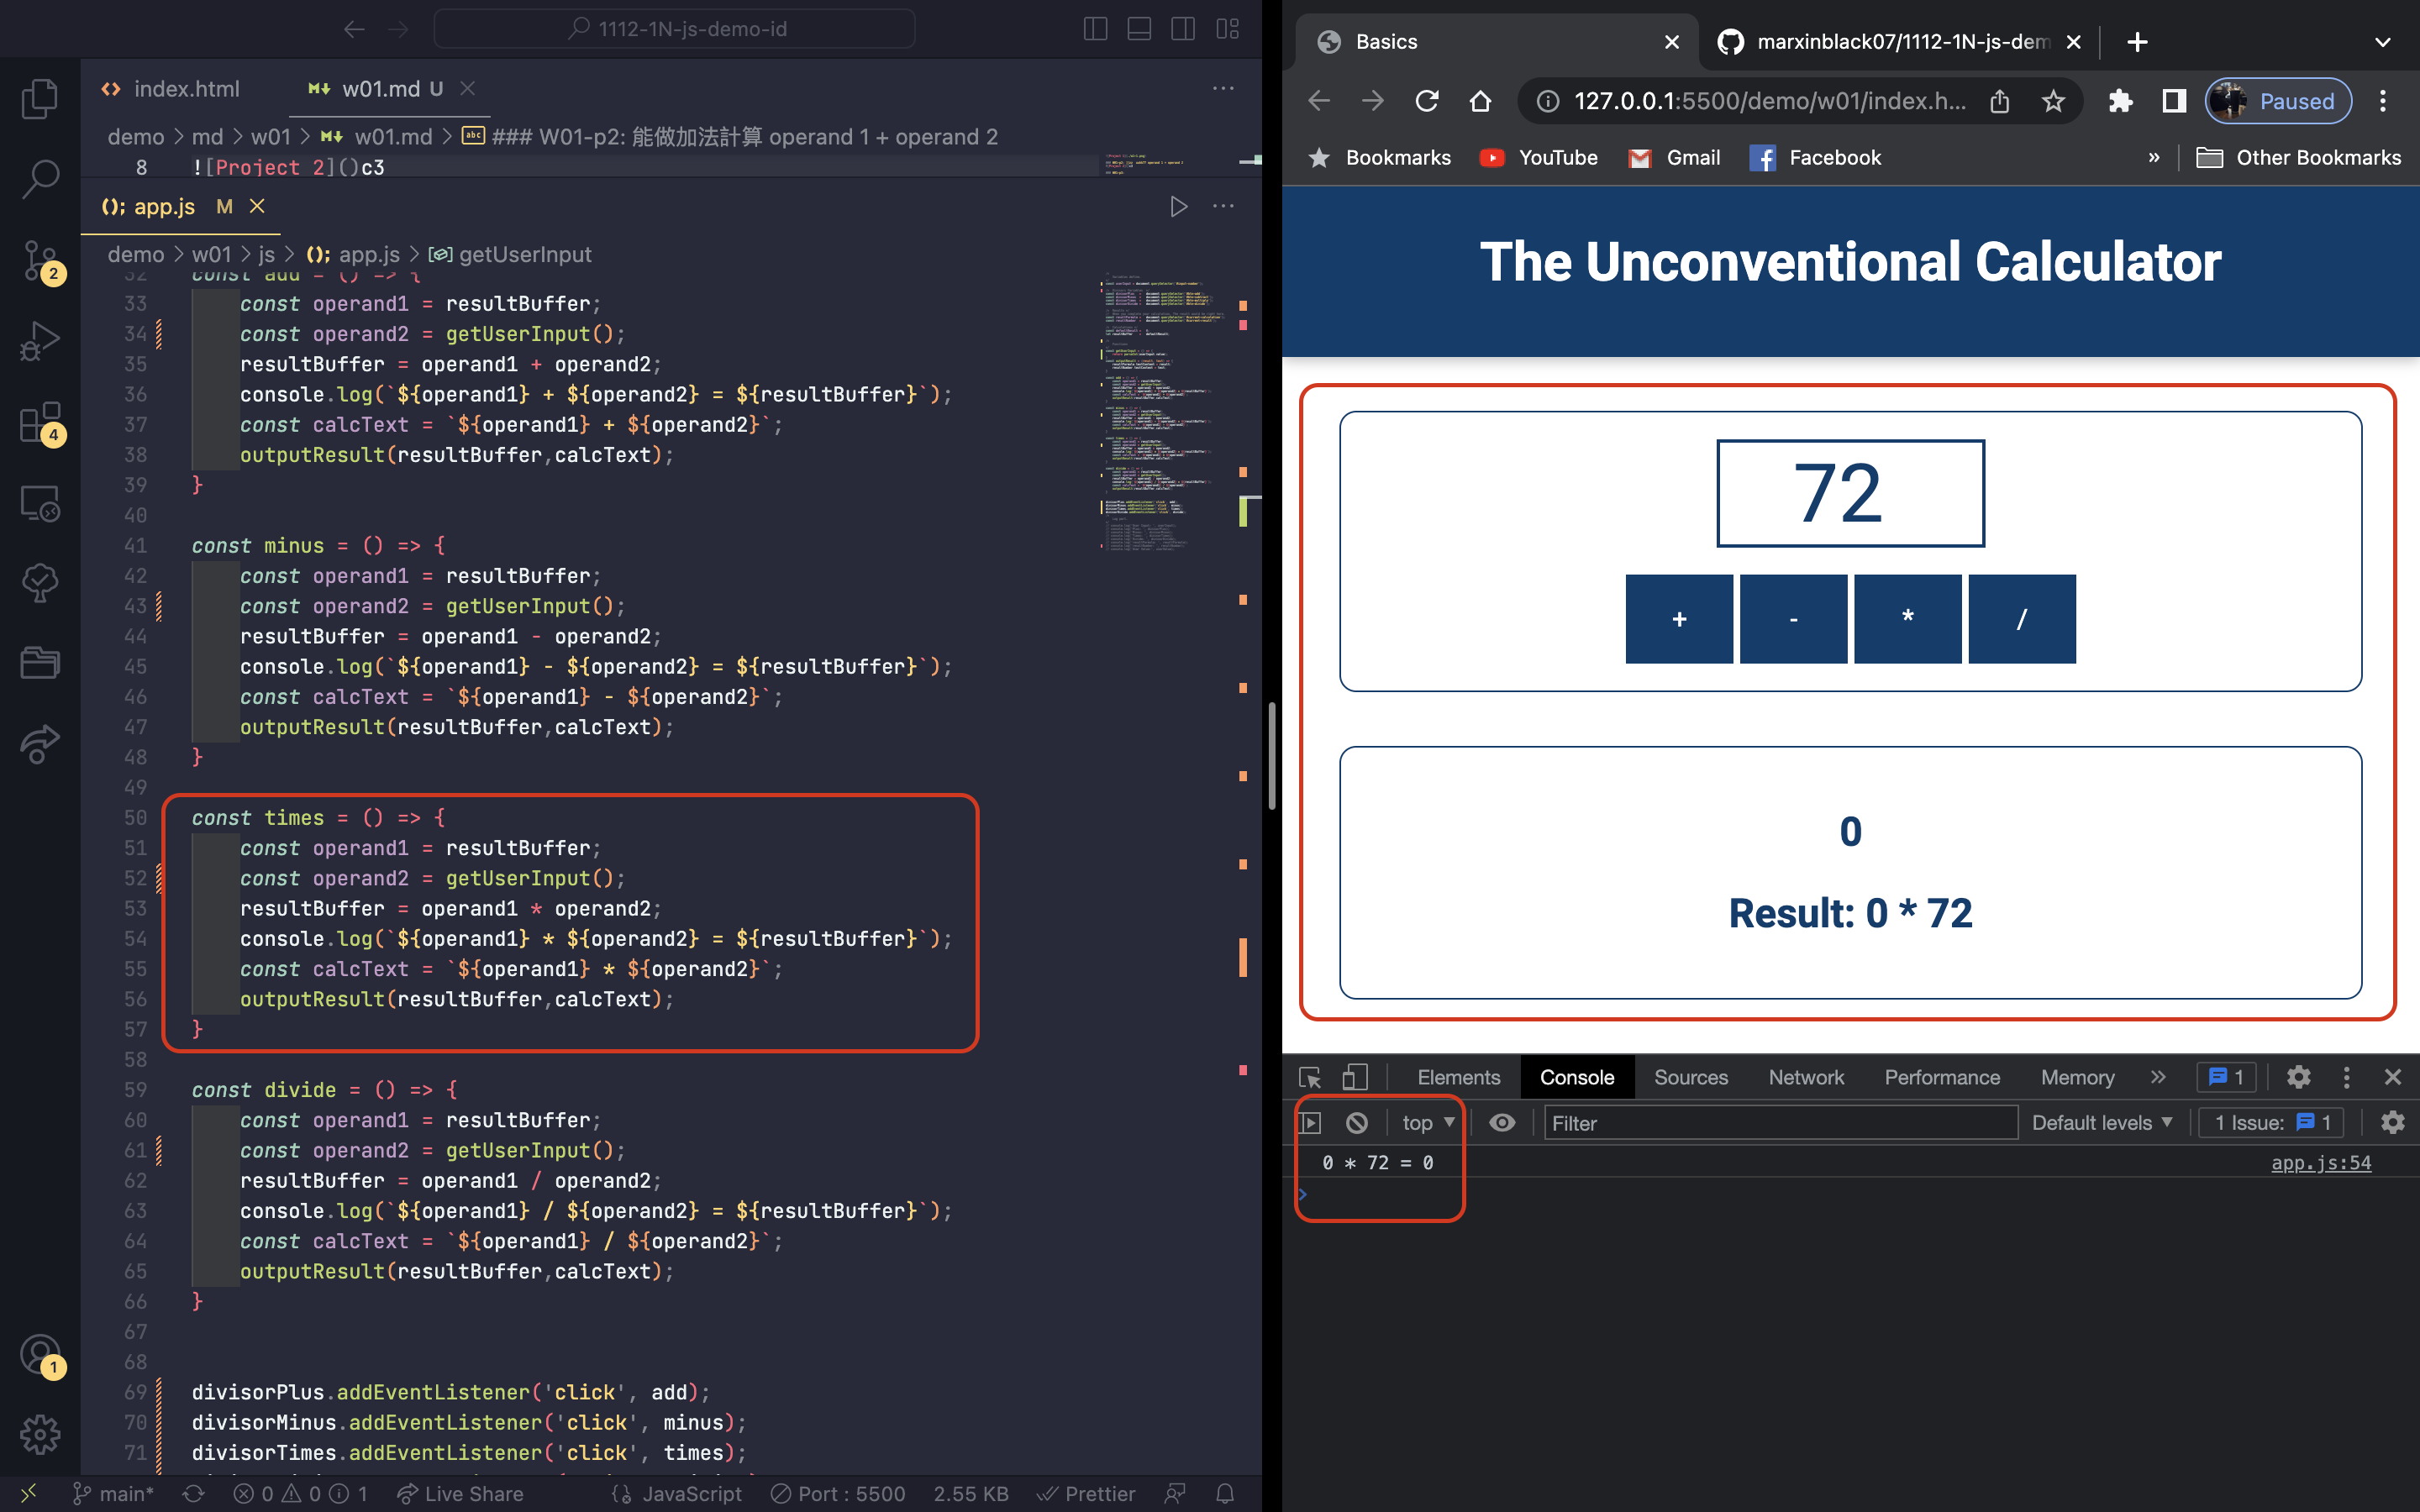 1112-1N-js-demo-id
index.html
w01.md U
demo > md > w01 > w01.md > ### W01-p2: 能做加法計算 operand 1 + operand 2
8 ![Project 2]()c3
app.js M
demo > w01 > js > app.js > getUserInput
32 const add = () => {
33 const operand1 = resultBuffer;
34 const operand2 = getUserInput();
35 resultBuffer = operand1 + operand2;
36 console.log(`${operand1} + ${operand2} = ${resultBuffer}`);
37 const calcText = `${operand1} + ${operand2}`;
38 outputResult(resultBuffer,calcText);
39 }
40
41 const minus = () => {
42 const operand1 = resultBuffer;
43 const operand2 = getUserInput();
44 resultBuffer = operand1 - operand2;
45 console.log(`${operand1} - ${operand2} = ${resultBuffer}`);
46 const calcText = `${operand1} - ${operand2}`;
47 outputResult(resultBuffer,calcText);
48 }
49
50 const times = () => {
51 const operand1 = resultBuffer;
52 const operand2 = getUserInput();
53 resultBuffer = operand1 * operand2;
54 console.log(`${operand1} * ${operand2} = ${resultBuffer}`);
55 const calcText = `${operand1} * ${operand2}`;
56 outputResult(resultBuffer,calcText);
57 }
58
59 const divide = () => {
60 const operand1 = resultBuffer;
61 const operand2 = getUserInput();
62 resultBuffer = operand1 / operand2;
63 console.log(`${operand1} / ${operand2} = ${resultBuffer}`);
64 const calcText = `${operand1} / ${operand2}`;
65 outputResult(resultBuffer,calcText);
66 }
67
68
69 divisorPlus.addEventListener('click', add);
70 divisorMinus.addEventListener('click', minus);
71 divisorTimes.addEventListener('click', times);
2
4
1
main* 0 0 1 Live Share JavaScript Port : 5500 2.55 KB Prettier
Basics
marxinblack07/1112-1N-js-dem
127.0.0.1:5500/demo/w01/index.h...
Paused
Bookmarks YouTube Gmail Facebook » Other Bookmarks
The Unconventional Calculator
72
+ - * /
0
Result: 0 * 72
Elements Console Sources Network Performance Memory » 1
top Filter Default levels 1 Issue: 1
0 * 72 = 0 app.js:54